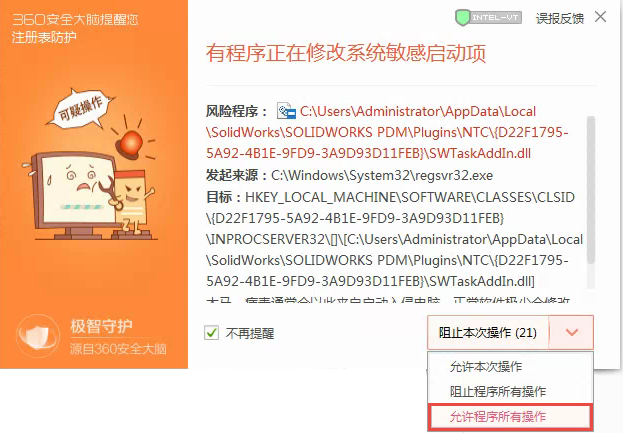 360安全大脑提醒您
注册表防护
INTEL-VT
误报反馈
有程序正在修改系统敏感启动项
可疑操作
风险程序： C:\Users\Administrator\AppData\Local
\SolidWorks\SOLIDWORKS PDM\Plugins\NTC\{D22F1795-
5A92-4B1E-9FD9-3A9D93D11FEB}\SWTaskAddIn.dll
发起来源：C:\Windows\System32\regsvr32.exe
目标：HKEY_LOCAL_MACHINE\SOFTWARE\CLASSES\CLSID
\{D22F1795-5A92-4B1E-9FD9-3A9D93D11FEB}
\INPROCSERVER32\[]\[C:\Users\Administrator\AppData\Local
\SolidWorks\SOLIDWORKS PDM\Plugins\NTC\{D22F1795-
5A92-4B1E-9FD9-3A9D93D11FEB}\SWTaskAddIn.dll]
极智守护
源自360安全大脑
不再提醒
阻止本次操作 (21)
允许本次操作
阻止程序所有操作
允许程序所有操作